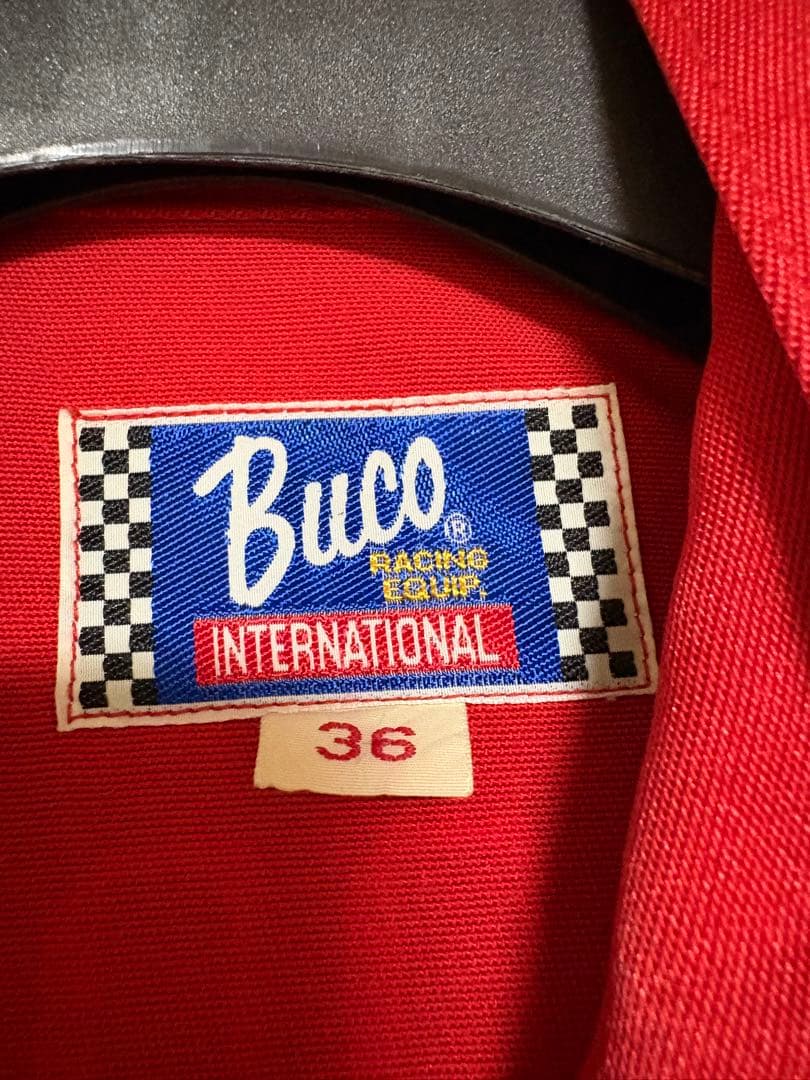 Buco®
RACING
EQUIP.
INTERNATIONAL
36